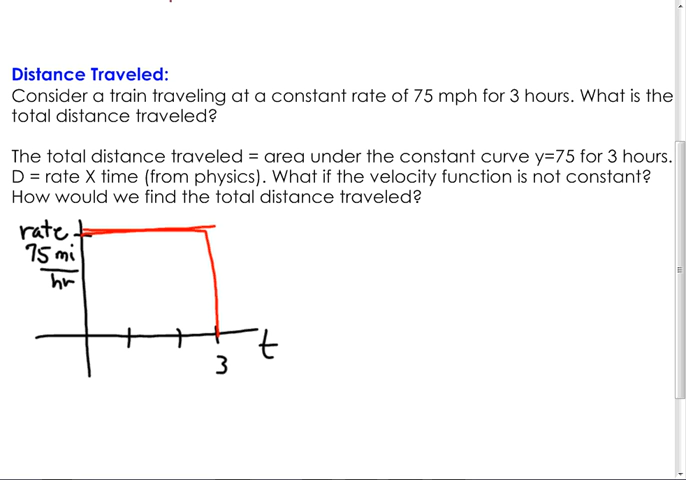 Distance Traveled:
Consider a train traveling at a constant rate of 75 mph for 3 hours. What is the
total distance traveled?
The total distance traveled = area under the constant curve y=75 for 3 hours.
D = rate X time (from physics). What if the velocity function is not constant?
How would we find the total distance traveled?
rate
75 mi
hr
t
3